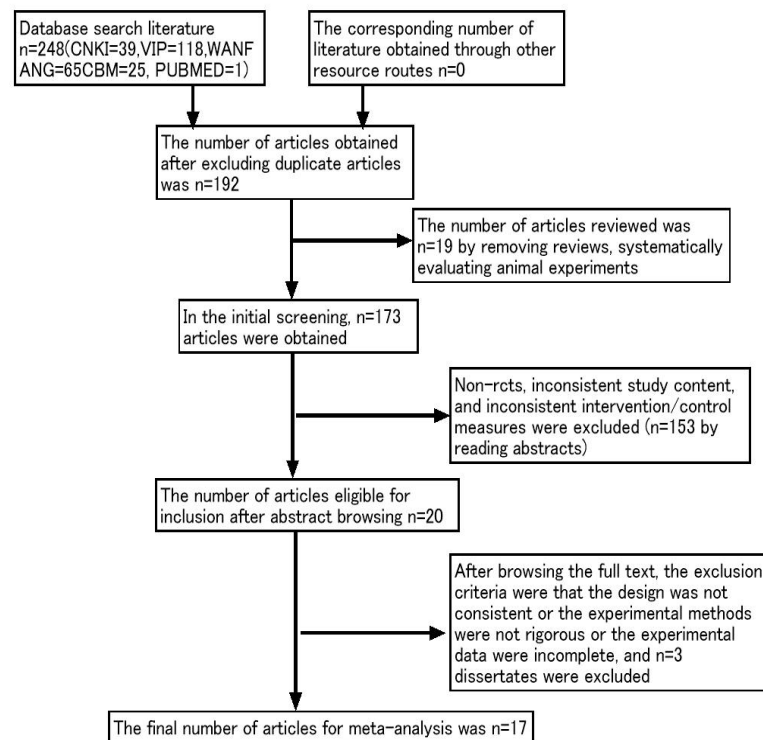 Database search literature
n=248(CNKI=39,VIP=118,WANF
ANG=65CBM=25, PUBMED=1)
The corresponding number of
literature obtained through other
resource routes n=0
The number of articles obtained
after excluding duplicate articles
was n=192
The number of articles reviewed was
n=19 by removing reviews, systematically
evaluating animal experiments
In the initial screening, n=173
articles were obtained
Non-rcts, inconsistent study content,
and inconsistent intervention/control
measures were excluded (n=153 by
reading abstracts)
The number of articles eligible for
inclusion after abstract browsing n=20
After browsing the full text, the exclusion
criteria were that the design was not
consistent or the experimental methods
were not rigorous or the experimental
data were incomplete, and n=3
dissertates were excluded
The final number of articles for meta-analysis was n=17